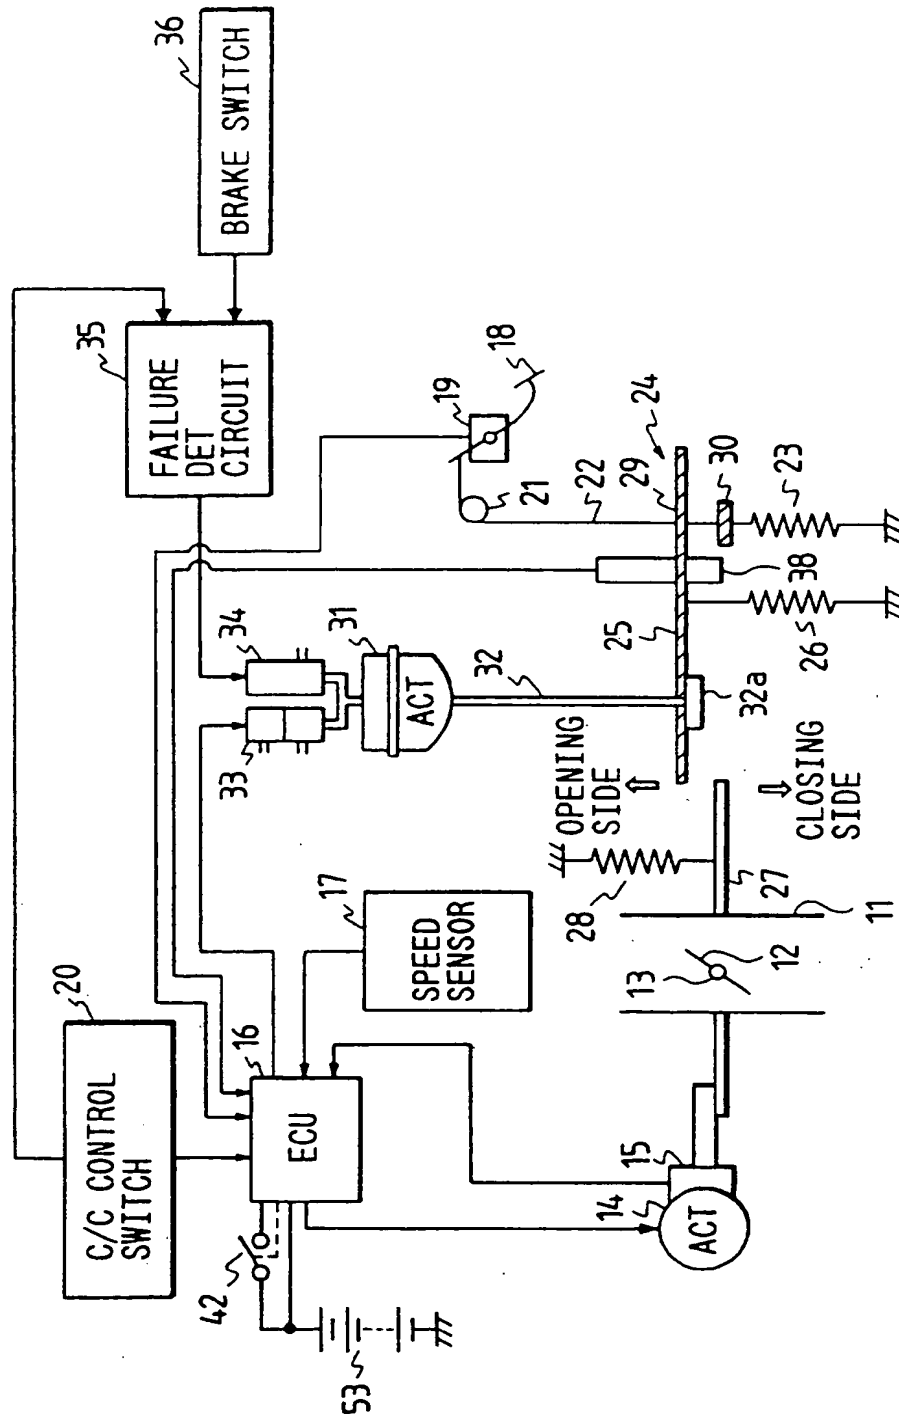 36
BRAKE SWITCH
35
FAILURE
DET
CIRCUIT
18
19
24
21
22
29
30
23
38
25
26
34
31
ACT
32
32a
33
OPENING
SIDE
CLOSING
SIDE
28
27
11
17
SPEED
SENSOR
13
12
20
C/C CONTROL
SWITCH
16
ECU
15
14
ACT
42
53